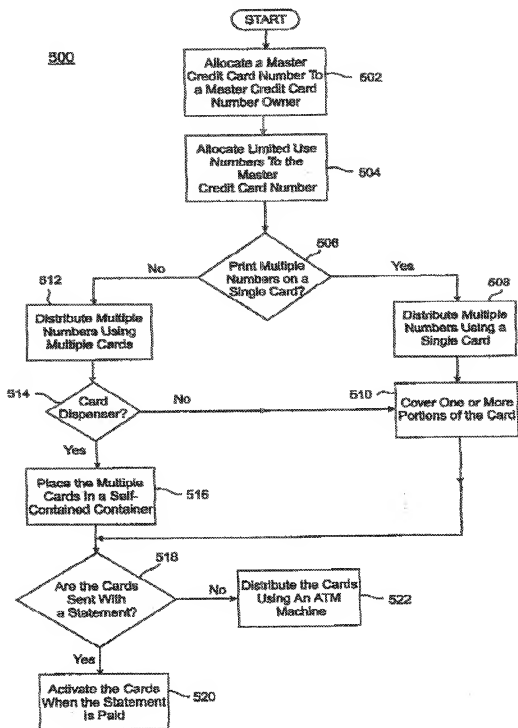 START
500
Allocate a Master
Credit Card Number To
a Master Credit Card
Number Owner
502
Allocate Limited Use
Numbers To the
Master
Credit Card Number
504
506
Print Multiple
Numbers on a
Single Card?
No
Yes
512
Distribute Multiple
Numbers Using
Multiple Cards
508
Distribute Multiple
Numbers Using a
Single Card
514
Card
Dispenser?
No
510
Cover One or More
Portions of the Card
Yes
Place the Multiple
Cards In a Self-
Contained Container
516
518
Are the Cards
Sent With
a Statement?
No
Distribute the Cards
Using An ATM
Machine
522
Yes
Activate the Cards
When the Statement
is Paid
520